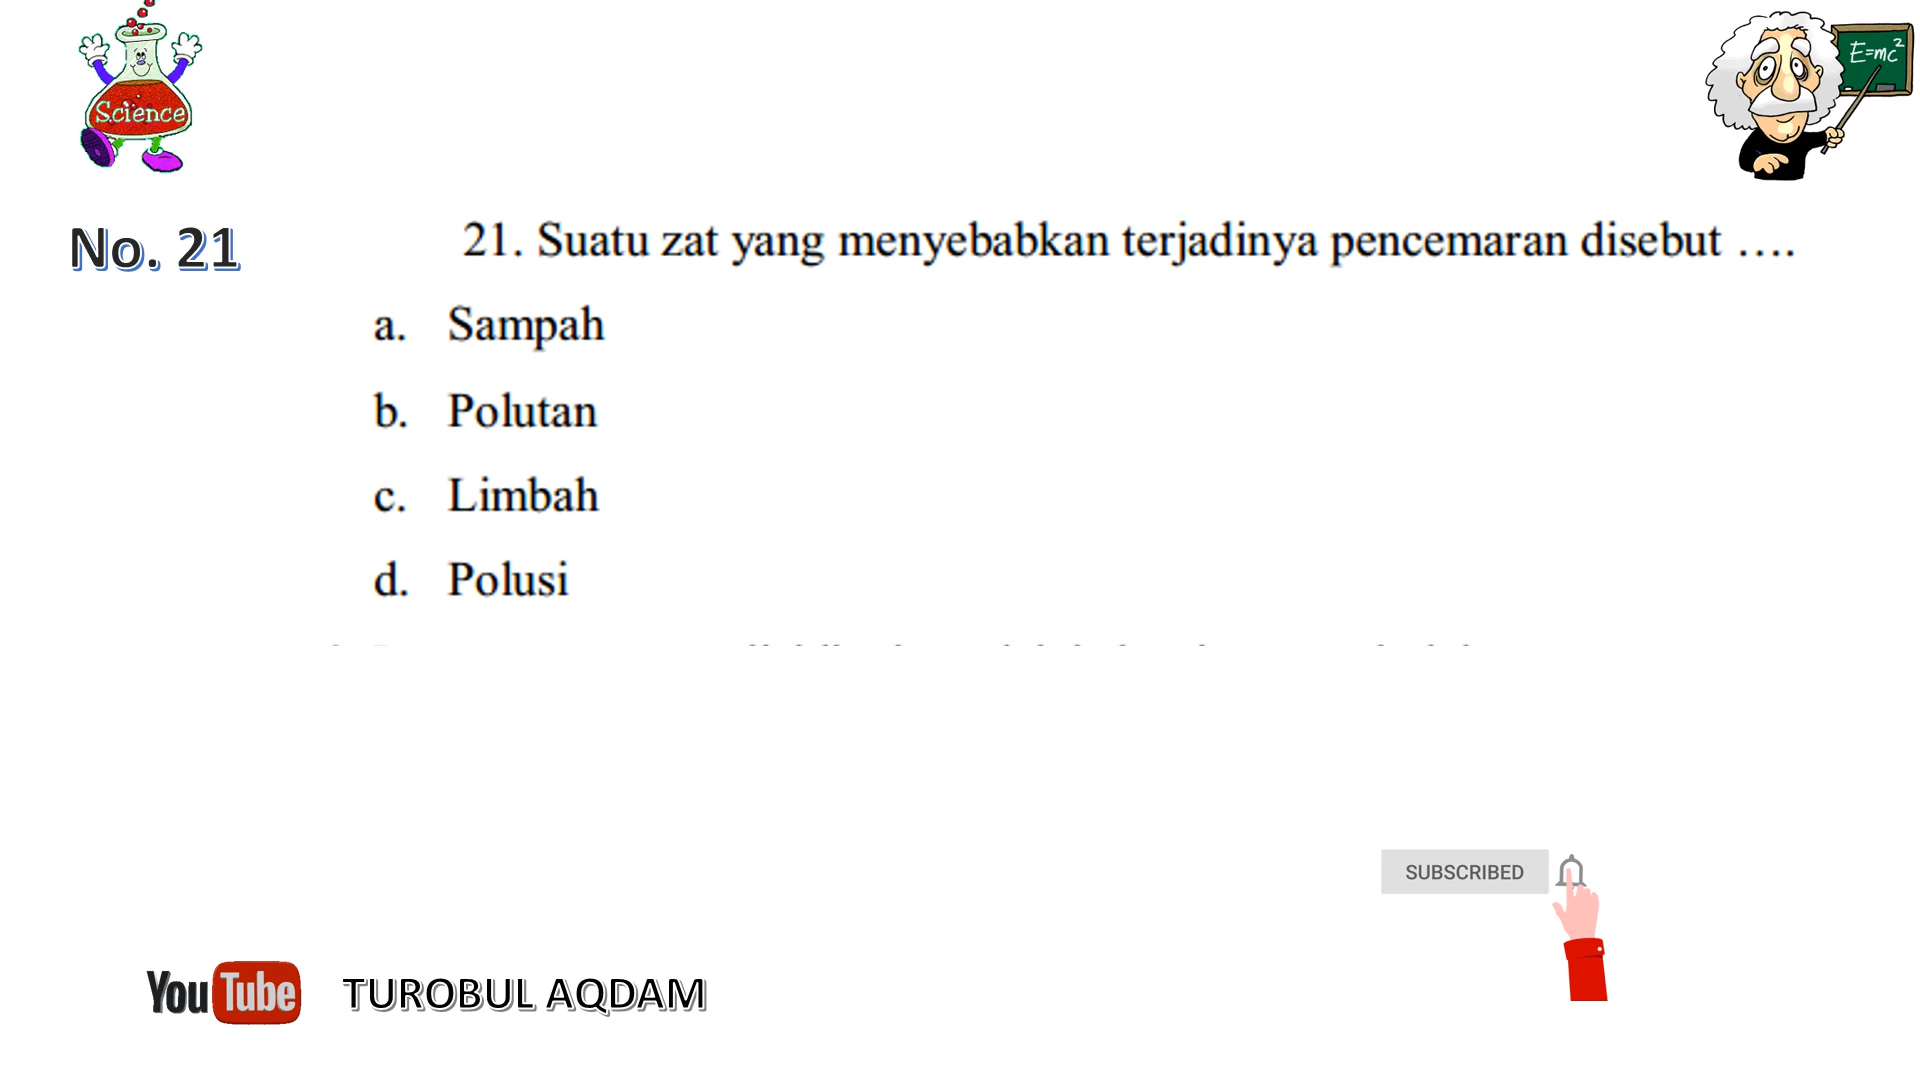 Science
E=mc²
No. 21
21. Suatu zat yang menyebabkan terjadinya pencemaran disebut ….
a. Sampah
b. Polutan
c. Limbah
d. Polusi
SUBSCRIBED
YouTube TUROBUL AQDAM